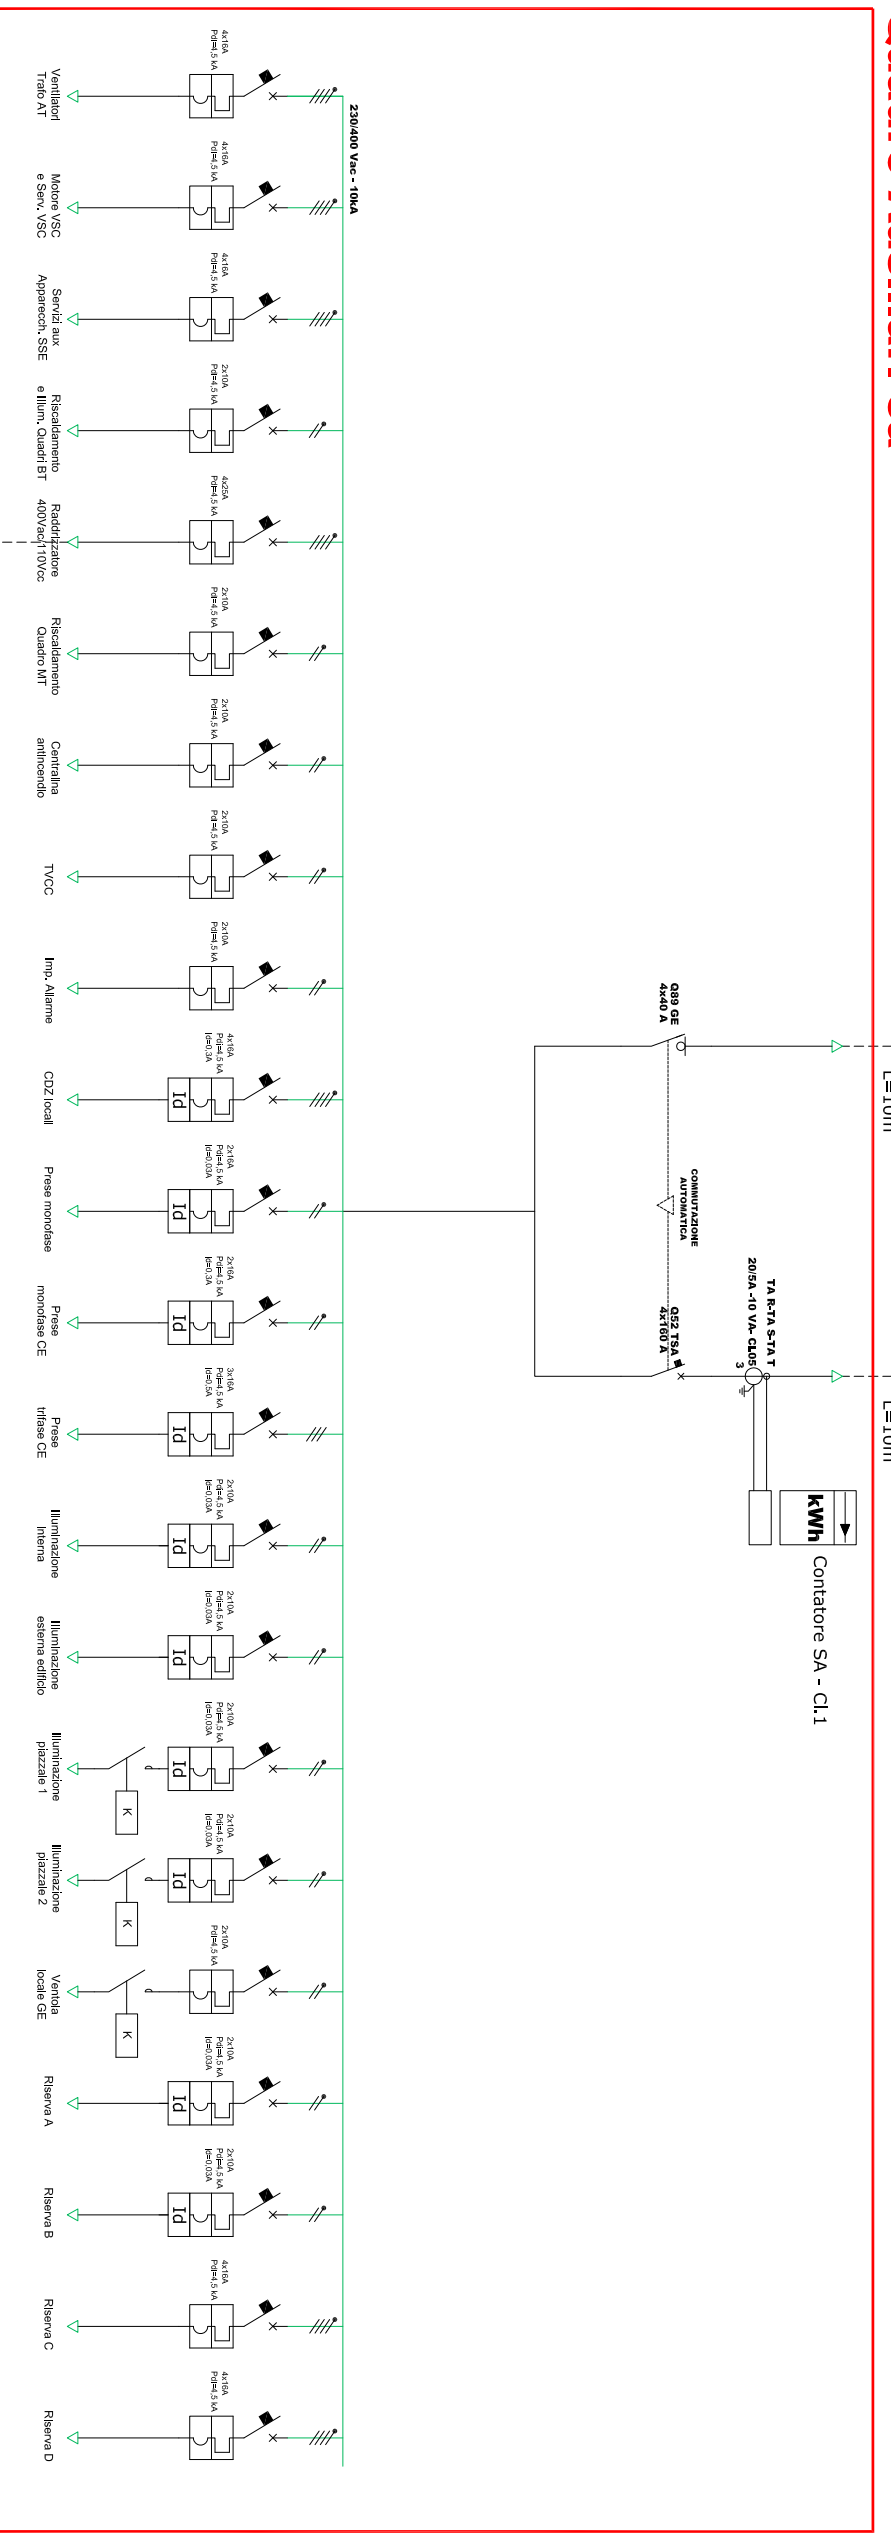 230/400 Vac - 10kA
Q89 GE
4x40 A
COMMUTAZIONE
AUTOMATICA
Q52 TSA
4x160 A
TA R-TA S-TA T
20/5A -10 VA- CL05
3
kWh
Contatore SA - Cl.1
L=10m
L=10m
4x16A
Pdi=4,5 kA
Ventilatori
Trafo AT
4x16A
Pdi=4,5 kA
Motore VSC
e Serv. VSC
4x16A
Pdi=4,5 kA
Servizi aux
Apparecch. SSE
2x10A
Pdi=4,5 kA
Riscaldamento
e Illum. Quadri BT
4x25A
Pdi=4,5 kA
Raddrizzatore
400Vac/110Vcc
2x10A
Pdi=4,5 kA
Riscaldamento
Quadro MT
2x10A
Pdi=4,5 kA
Centralina
antincendio
2x10A
Pdi=4,5 kA
TVCC
2x10A
Pdi=4,5 kA
Imp. Allarme
4x16A
Pdi=4,5 kA
Id=0,3A
Id
CDZ locali
2x16A
Pdi=4,5 kA
Id=0,03A
Id
Prese monofase
2x16A
Pdi=4,5 kA
Id=0,3A
Id
Prese
monofase CE
3x16A
Pdi=4,5 kA
Id=0,5A
Id
Prese
trifase CE
2x10A
Pdi=4,5 kA
Id=0,03A
Id
Illuminazione
Interna
2x10A
Pdi=4,5 kA
Id=0,03A
Id
Illuminazione
esterna edificio
2x10A
Pdi=4,5 kA
Id=0,03A
Id
K
Illuminazione
piazzale 1
2x10A
Pdi=4,5 kA
Id=0,03A
Id
K
Illuminazione
piazzale 2
2x10A
Pdi=4,5 kA
K
Ventola
locale GE
2x10A
Pdi=4,5 kA
Id=0,03A
Id
Riserva A
2x10A
Pdi=4,5 kA
Id=0,03A
Id
Riserva B
4x16A
Pdi=4,5 kA
Riserva C
4x16A
Pdi=4,5 kA
Riserva D